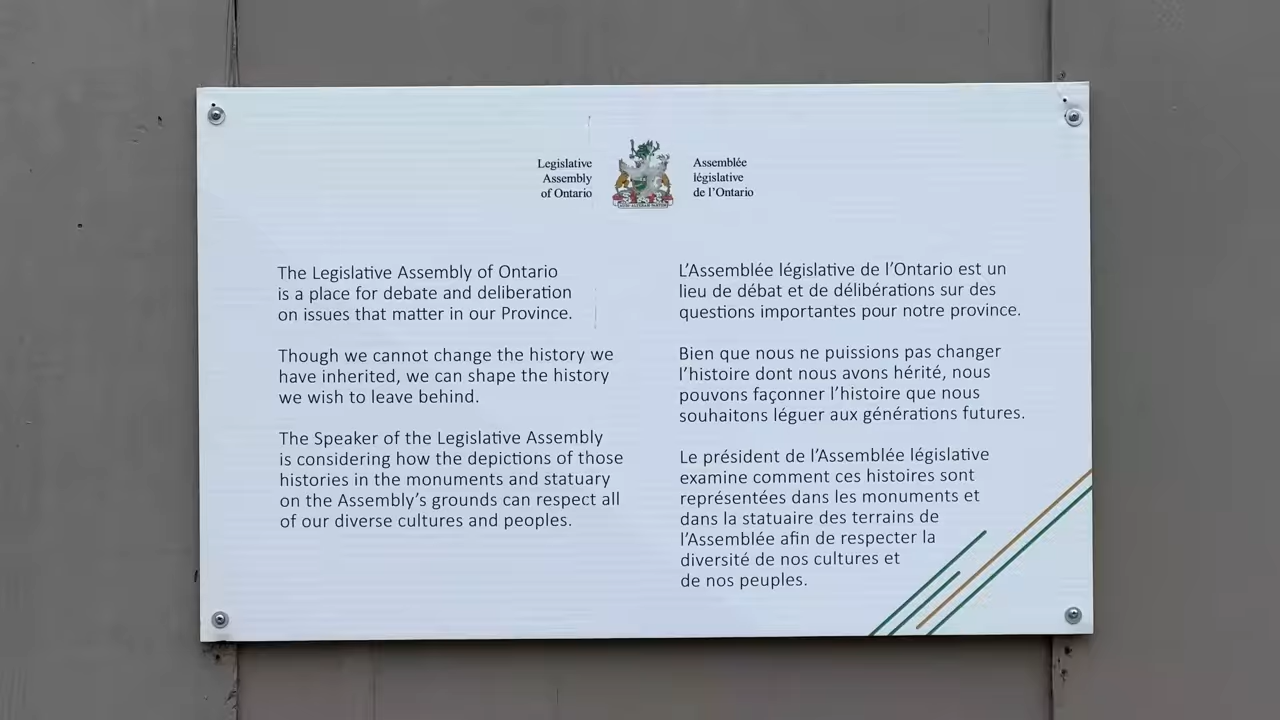 Legislative
Assembly
of Ontario
Assemblée
législative
de l'Ontario
The Legislative Assembly of Ontario
is a place for debate and deliberation
on issues that matter in our Province.
Though we cannot change the history we
have inherited, we can shape the history
we wish to leave behind.
The Speaker of the Legislative Assembly
is considering how the depictions of those
histories in the monuments and statuary
on the Assembly's grounds can respect all
of our diverse cultures and peoples.
L'Assemblée législative de l'Ontario est un
lieu de débat et de délibérations sur des
questions importantes pour notre province.
Bien que nous ne puissions pas changer
l'histoire dont nous avons hérité, nous
pouvons façonner l'histoire que nous
souhaitons léguer aux générations futures.
Le président de l'Assemblée législative
examine comment ces histoires sont
représentées dans les monuments et
dans la statuaire des terrains de
l'Assemblée afin de respecter la
diversité de nos cultures et
de nos peuples.